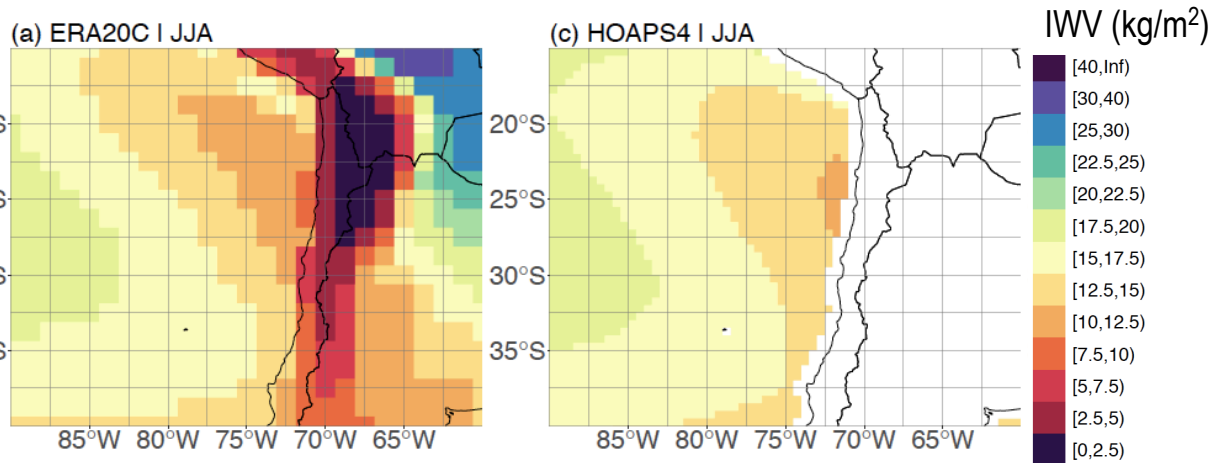 (a) ERA20C | JJA
(c) HOAPS4 | JJA
IWV (kg/m²)
[40,Inf)
[30,40)
[25,30)
[22.5,25)
[20,22.5)
[17.5,20)
[15,17.5)
[12.5,15)
[10,12.5)
[7.5,10)
[5,7.5)
[2.5,5)
[0,2.5)
S
20°S
S
25°S
S
30°S
S
35°S
85°W 80°W 75°W 70°W 65°W
85°W 80°W 75°W 70°W 65°W